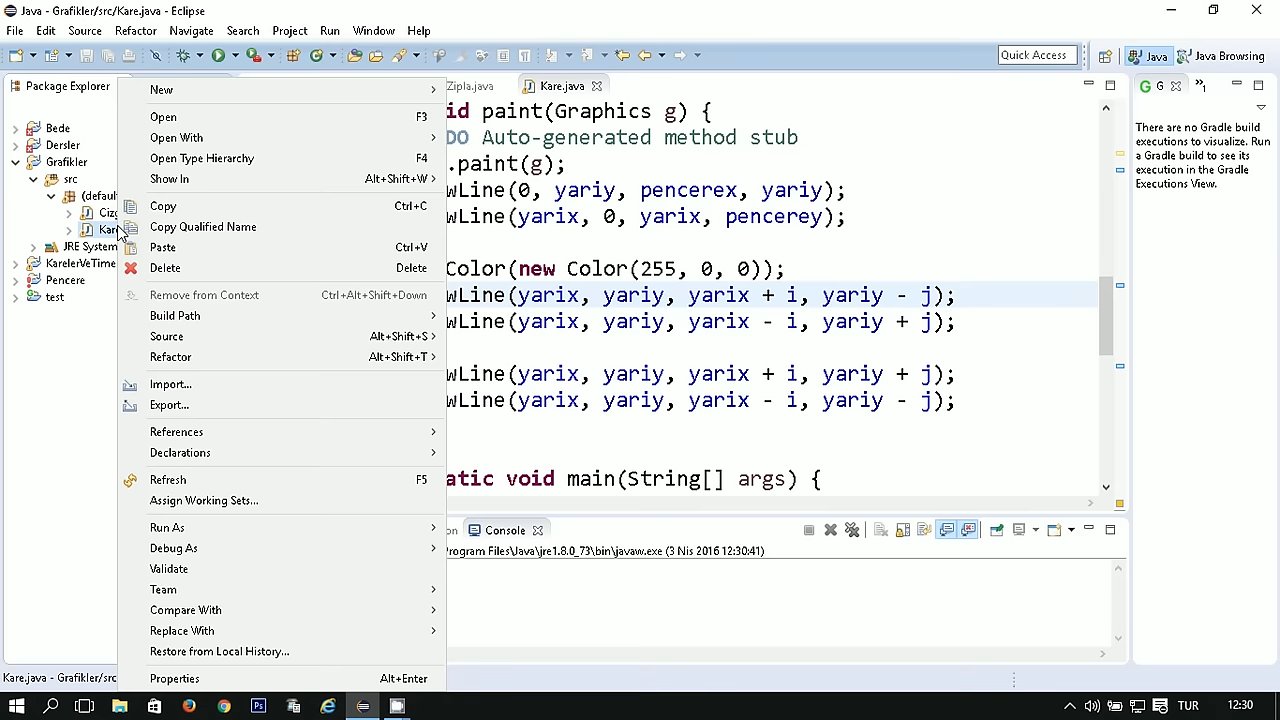 Java - Grafikler/src/Kare.java - Eclipse
File Edit Source Refactor Navigate Search Project Run Window Help
Quick Access Java Java Browsing
Package Explorer
Bede
Dersler
Grafikler
src
(defaul
Cizg
Kare
JRE System
KarelerVeTime
Pencere
test
New
Open F3
Open With
Open Type Hierarchy F4
Show In Alt+Shift+W
Copy Ctrl+C
Copy Qualified Name
Paste Ctrl+V
Delete Delete
Remove from Context Ctrl+Alt+Shift+Down
Build Path
Source Alt+Shift+S
Refactor Alt+Shift+T
Import...
Export...
References
Declarations
Refresh F5
Assign Working Sets...
Run As
Debug As
Validate
Team
Compare With
Replace With
Restore from Local History...
Properties Alt+Enter
Zipla.java Kare.java
id paint(Graphics g) {
DO Auto-generated method stub
.paint(g);
wLine(0, yariy, pencerex, yariy);
wLine(yarix, 0, yarix, pencerey);
Color(new Color(255, 0, 0));
wLine(yarix, yariy, yarix + i, yariy - j);
wLine(yarix, yariy, yarix - i, yariy + j);
wLine(yarix, yariy, yarix + i, yariy + j);
wLine(yarix, yariy, yarix - i, yariy - j);
atic void main(String[] args) {
on Console
rogram Files\Java\jre1.8.0_73\bin\javaw.exe (3 Nis 2016 12:30:41)
G G
There are no Gradle build
executions to visualize. Run
a Gradle build to see its
execution in the Gradle
Executions View.
Kare.java - Grafikler/src
TUR 12:30